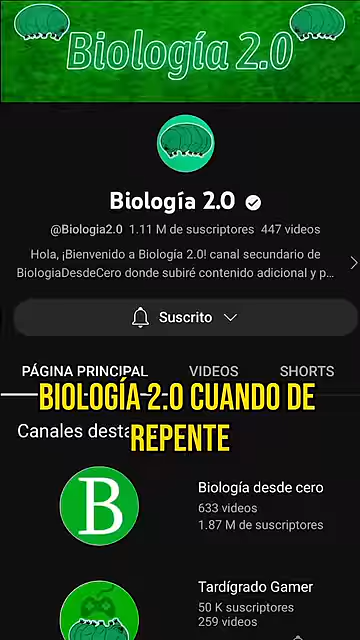 Biología 2.0
Biología 2.0
@Biologia2.0 1.11 M de suscriptores 447 videos
Hola, ¡Bienvenido a Biología 2.0! canal secundario de
BiologiaDesdeCero donde subiré contenido adicional y p...
Suscrito
PÁGINA PRINCIPAL VIDEOS SHORTS
BIOLOGÍA 2.0 CUANDO DE
REPENTE
Canales desta
B
Biología desde cero
633 videos
1.87 M de suscriptores
Tardígrado Gamer
50 K suscriptores
259 videos